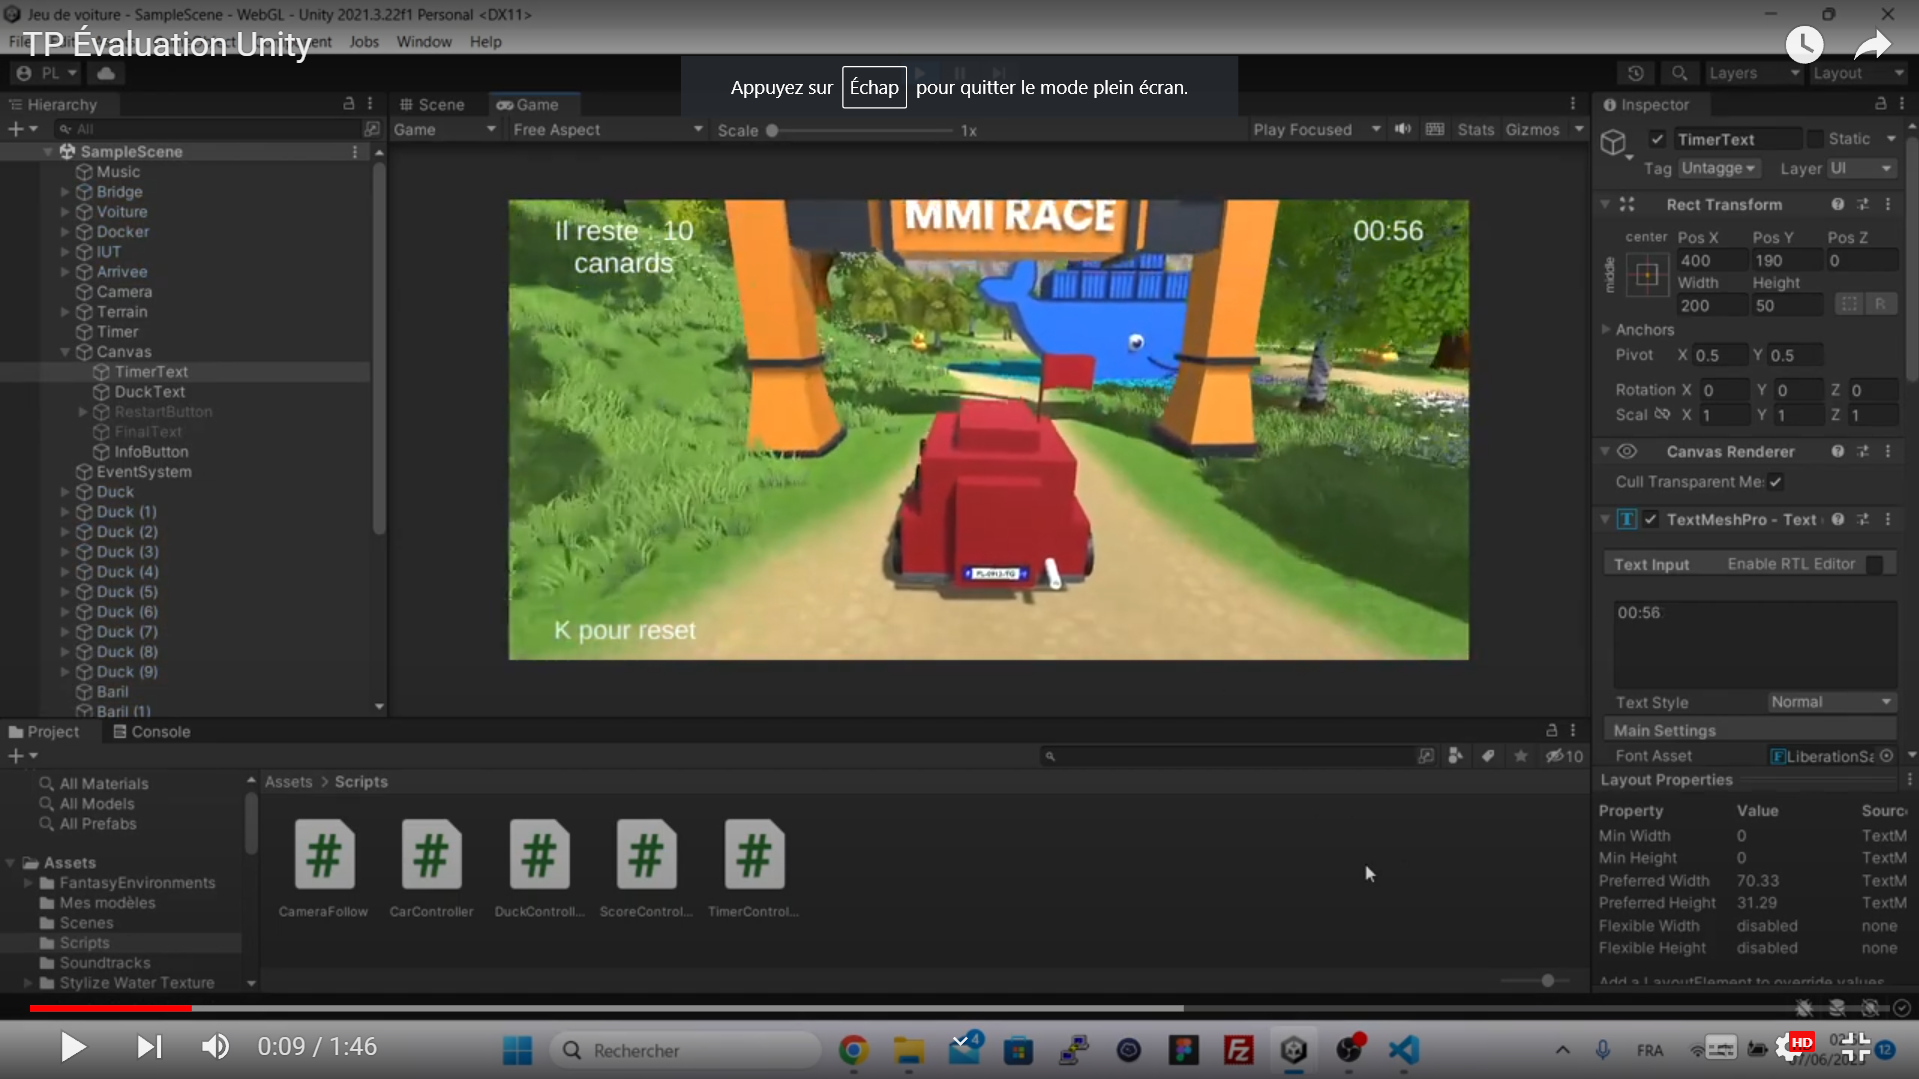 Jeu de voiture - SampleScene - WebGL - Unity 2021.3.22f1 Personal <DX11>
TP Évaluation Unity
Jobs Window Help
PL
Layers Layout
Appuyez sur Échap pour quitter le mode plein écran.
Hierarchy
All
SampleScene
Music
Bridge
Voiture
Docker
IUT
Arrivee
Camera
Terrain
Timer
Canvas
TimerText
DuckText
RestartButton
FinalText
InfoButton
EventSystem
Duck
Duck (1)
Duck (2)
Duck (3)
Duck (4)
Duck (5)
Duck (6)
Duck (7)
Duck (8)
Duck (9)
Baril
Baril (1)
Scene Game
Game Free Aspect Scale 1x Play Focused Stats Gizmos
MMI RACE
Il reste : 10
canards
00:56
K pour reset
Inspector
TimerText Static
Tag Untagge Layer UI
Rect Transform
center Pos X Pos Y Pos Z
middle
400 190 0
Width Height
200 50
R
Anchors
Pivot X 0.5 Y 0.5
Rotation X 0 Y 0 Z 0
Scal X 1 Y 1 Z 1
Canvas Renderer
Cull Transparent Me
TextMeshPro - Text
Text Input Enable RTL Editor
00:56
Text Style Normal
Main Settings
Font Asset LiberationSa
Layout Properties
Property Value Sourc
Min Width 0 TextM
Min Height 0 TextM
Preferred Width 70.33 TextM
Preferred Height 31.29 TextM
Flexible Width disabled none
Flexible Height disabled none
Add a LayoutElement to override values
Project Console
10
All Materials
All Models
All Prefabs
Assets
FantasyEnvironments
Mes modèles
Scenes
Scripts
Soundtracks
Stylize Water Texture
Assets > Scripts
CameraFollow CarController DuckControll... ScoreControl... TimerControl...
0:09 / 1:46
Rechercher
4
Fz
FRA
HD
12